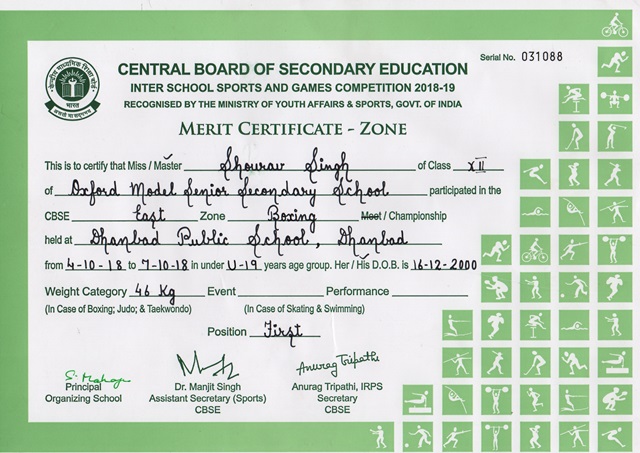 Serial No. 031088
CENTRAL BOARD OF SECONDARY EDUCATION
INTER SCHOOL SPORTS AND GAMES COMPETITION 2018-19
RECOGNISED BY THE MINISTRY OF YOUTH AFFAIRS & SPORTS, GOVT. OF INDIA
MERIT CERTIFICATE - ZONE
This is to certify that Miss / Master Shourav Singh of Class XII
of Oxford Model Senior Secondary School participated in the
CBSE East Zone Boxing Meet / Championship
held at Dhanbad Public School, Dhanbad
from 4-10-18 to 7-10-18 in under U-19 years age group. Her / His D.O.B. is 16-12-2000
Weight Category 46 Kg Event Performance
(In Case of Boxing; Judo; & Taekwondo) (In Case of Skating & Swimming)
Position First
Anurag Tripathi
Principal Dr. Manjit Singh Anurag Tripathi, IRPS
Organizing School Assistant Secretary (Sports) Secretary
CBSE CBSE